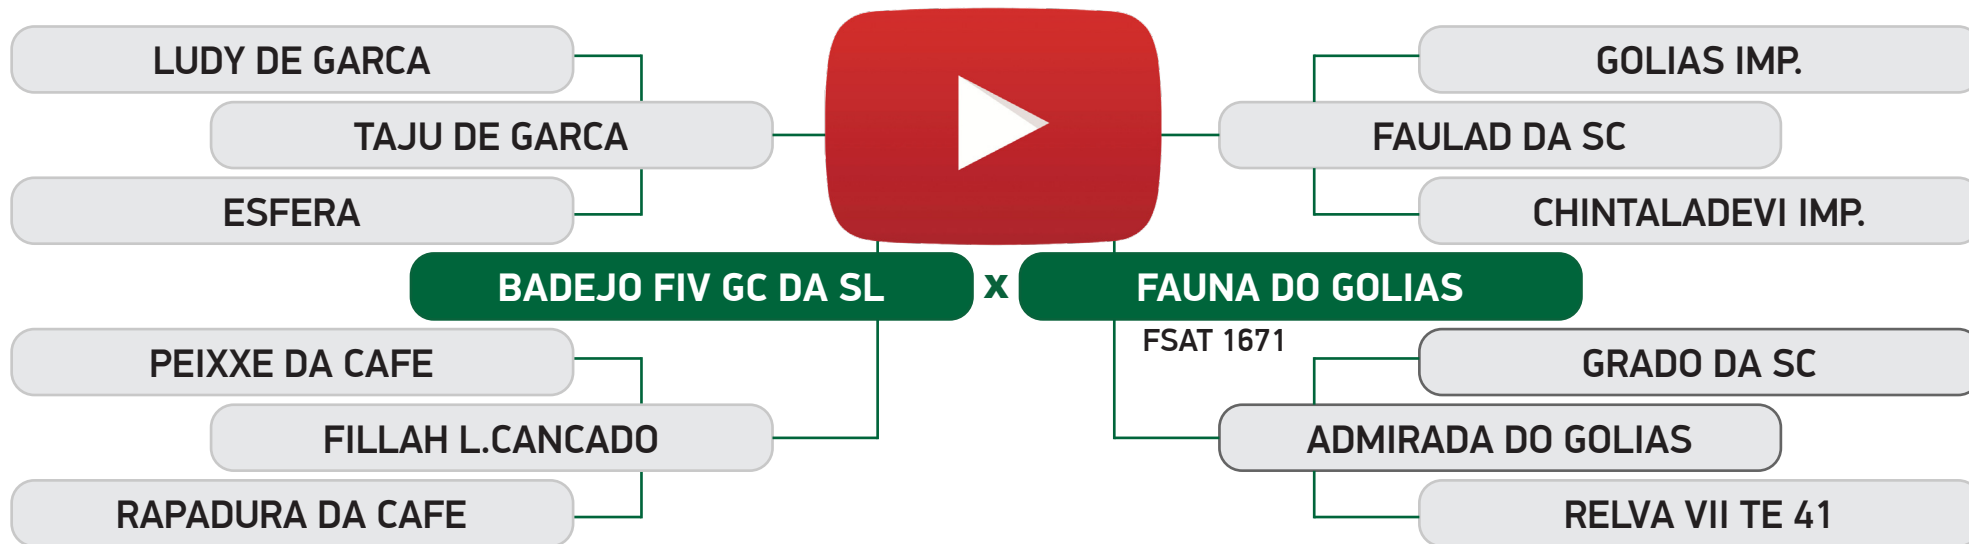 LUDY DE GARCA
TAJU DE GARCA
ESFERA
GOLIAS IMP.
FAULAD DA SC
CHINTALADEVI IMP.
BADEJO FIV GC DA SL x FAUNA DO GOLIAS
FSAT 1671
PEIXXE DA CAFE
FILLAH L.CANCADO
RAPADURA DA CAFE
GRADO DA SC
ADMIRADA DO GOLIAS
RELVA VII TE 41